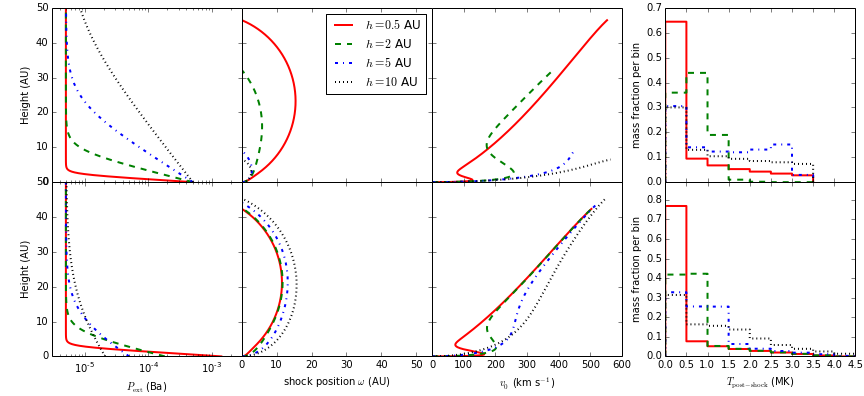 50
40
30
20
10
0
Height (AU)
h = 0.5 AU
h = 2 AU
h = 5 AU
h = 10 AU
0.7
0.6
0.5
0.4
0.3
0.2
0.1
0.0
mass fraction per bin
50
40
30
20
10
0
Height (AU)
0.8
0.7
0.6
0.5
0.4
0.3
0.2
0.1
0.0
mass fraction per bin
10⁻⁵ 10⁻⁴ 10⁻³
P_ext (Ba)
0 10 20 30 40 50
shock position ω (AU)
0 100 200 300 400 500 600
v₀ (km s⁻¹)
0.0 0.5 1.0 1.5 2.0 2.5 3.0 3.5 4.0 4.5
T_post−shock (MK)